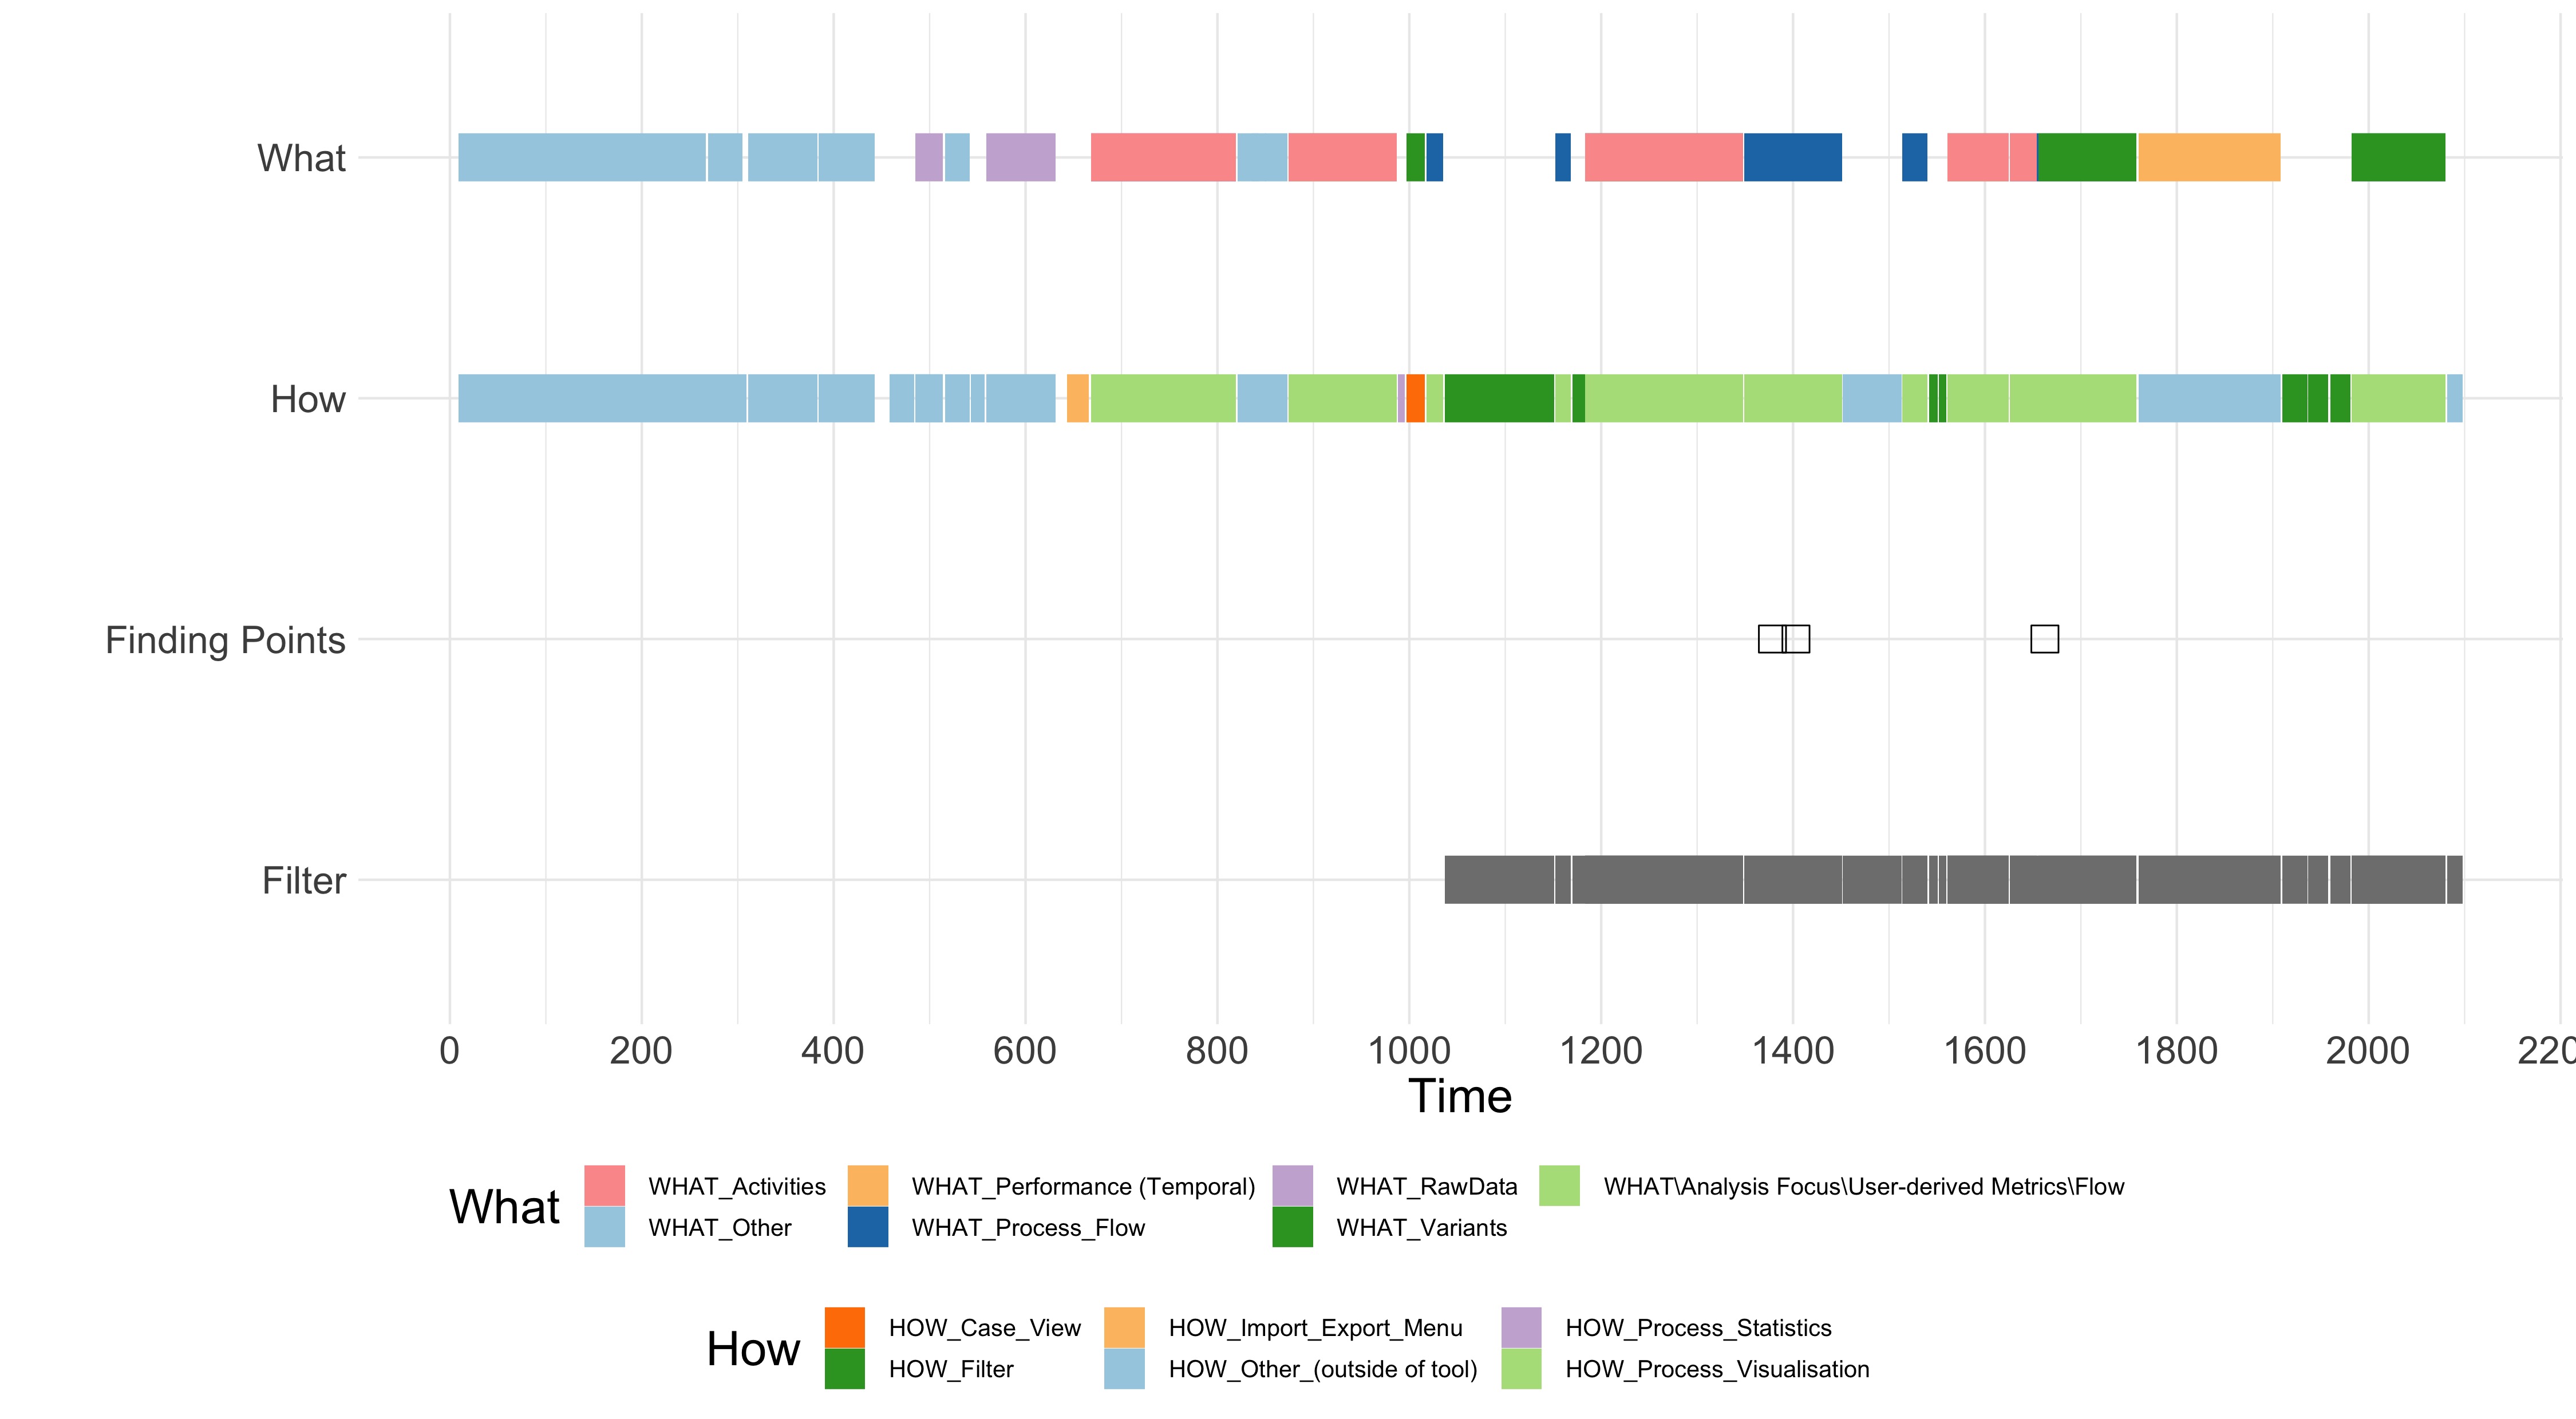 What
How
Finding Points
Filter
0 200 400 600 800 1000 1200 1400 1600 1800 2000 220
Time
What WHAT_Activities WHAT_Performance (Temporal) WHAT_RawData WHAT\Analysis Focus\User-derived Metrics\Flow
WHAT_Other WHAT_Process_Flow WHAT_Variants
How HOW_Case_View HOW_Import_Export_Menu HOW_Process_Statistics
HOW_Filter HOW_Other_(outside of tool) HOW_Process_Visualisation